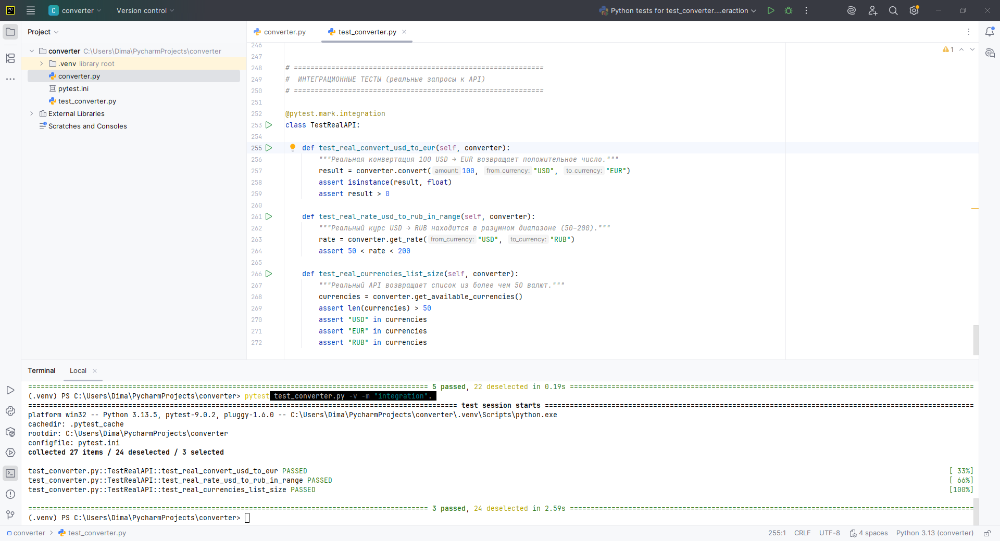 PC C converter Version control Python tests for test_converter....eraction
Project
converter C:\Users\Dima\PycharmProjects\converter
.venv library root
converter.py
pytest.ini
test_converter.py
External Libraries
Scratches and Consoles
converter.py test_converter.py
1
246
247
248 # ============================================================
249 #  ИНТЕГРАЦИОННЫЕ ТЕСТЫ (реальные запросы к API)
250 # ============================================================
251
252 @pytest.mark.integration
253 class TestRealAPI:
254
255 def test_real_convert_usd_to_eur(self, converter):
256 """Реальная конвертация 100 USD → EUR возвращает положительное число."""
257 result = converter.convert( amount: 100, from_currency: "USD", to_currency: "EUR")
258 assert isinstance(result, float)
259 assert result > 0
260
261 def test_real_rate_usd_to_rub_in_range(self, converter):
262 """Реальный курс USD → RUB находится в разумном диапазоне (50–200)."""
263 rate = converter.get_rate( from_currency: "USD", to_currency: "RUB")
264 assert 50 < rate < 200
265
266 def test_real_currencies_list_size(self, converter):
267 """Реальный API возвращает список из более чем 50 валют."""
268 currencies = converter.get_available_currencies()
269 assert len(currencies) > 50
270 assert "USD" in currencies
271 assert "EUR" in currencies
272 assert "RUB" in currencies
Terminal Local
================================================================================================ 5 passed, 22 deselected in 0.19s =================================================================================================
(.venv) PS C:\Users\Dima\PycharmProjects\converter> pytest test_converter.py -v -m "integration".
======================================================================================================= test session starts =======================================================================================================
platform win32 -- Python 3.13.5, pytest-9.0.2, pluggy-1.6.0 -- C:\Users\Dima\PycharmProjects\converter\.venv\Scripts\python.exe
cachedir: .pytest_cache
rootdir: C:\Users\Dima\PycharmProjects\converter
configfile: pytest.ini
collected 27 items / 24 deselected / 3 selected
test_converter.py::TestRealAPI::test_real_convert_usd_to_eur PASSED [ 33%]
test_converter.py::TestRealAPI::test_real_rate_usd_to_rub_in_range PASSED [ 66%]
test_converter.py::TestRealAPI::test_real_currencies_list_size PASSED [100%]
================================================================================================ 3 passed, 24 deselected in 2.59s =================================================================================================
(.venv) PS C:\Users\Dima\PycharmProjects\converter>
converter > test_converter.py 255:1 CRLF UTF-8 4 spaces Python 3.13 (converter)